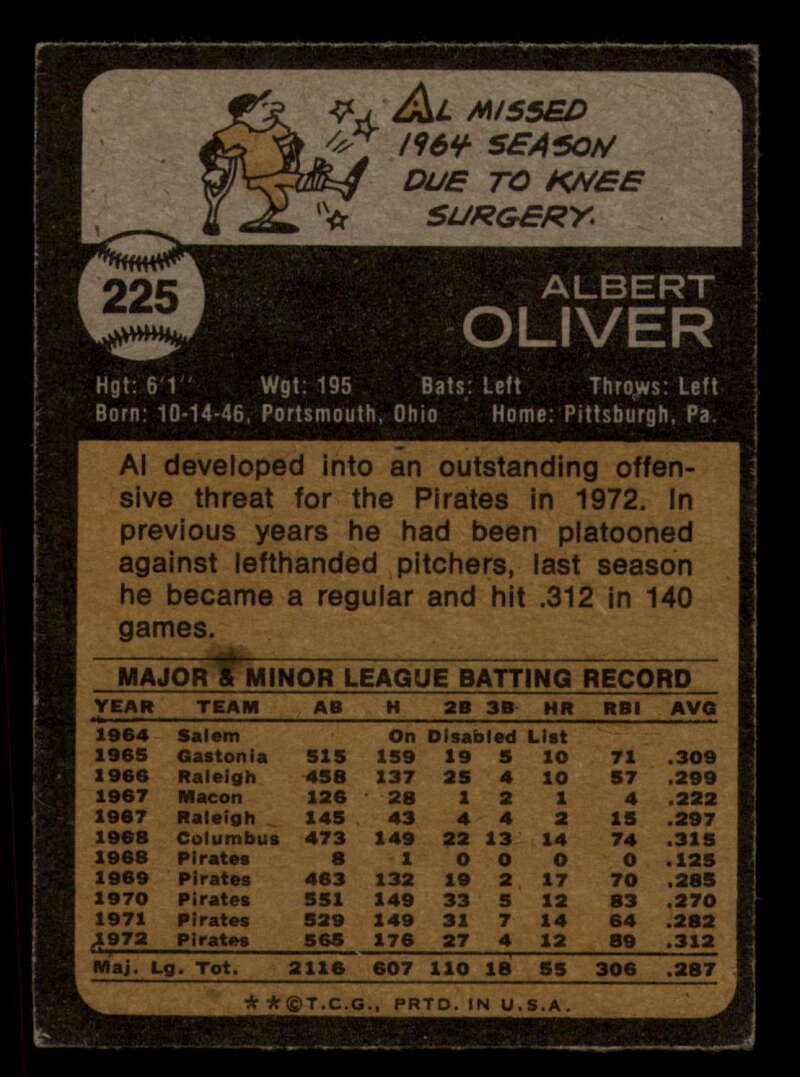 AL MISSED
1964 SEASON
DUE TO KNEE
SURGERY.
225
ALBERT
OLIVER
Hgt: 6'1" Wgt: 195 Bats: Left Throws: Left
Born: 10-14-46, Portsmouth, Ohio Home: Pittsburgh, Pa.
Al developed into an outstanding offen-
sive threat for the Pirates in 1972. In
previous years he had been platooned
against lefthanded pitchers, last season
he became a regular and hit .312 in 140
games.
MAJOR & MINOR LEAGUE BATTING RECORD
YEAR TEAM AB H 2B 3B HR RBI AVG
1964 Salem On Disabled List
1965 Gastonia 515 159 19 5 10 71 .309
1966 Raleigh 458 137 25 4 10 57 .299
1967 Macon 126 28 1 2 1 4 .222
1967 Raleigh 145 43 4 4 2 15 .297
1968 Columbus 473 149 22 13 14 74 .315
1968 Pirates 8 1 0 0 0 0 .125
1969 Pirates 463 132 19 2 17 70 .285
1970 Pirates 551 149 33 5 12 83 .270
1971 Pirates 529 149 31 7 14 64 .282
1972 Pirates 565 176 27 4 12 89 .312
Maj. Lg. Tot. 2116 607 110 18 55 306 .287
**©T.C.G., PRTD. IN U.S.A.